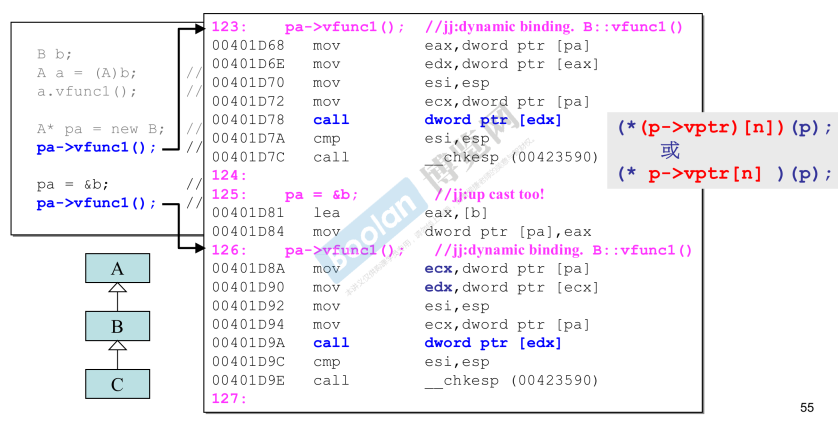 B b;
A a = (A)b; //
a.vfunc1(); //
A* pa = new B; //
pa->vfunc1(); //
pa = &b; //
pa->vfunc1(); //
123: pa->vfunc1(); //jj:dynamic binding. B::vfunc1()
00401D68 mov eax,dword ptr [pa]
00401D6E mov edx,dword ptr [eax]
00401D70 mov esi,esp
00401D72 mov ecx,dword ptr [pa]
00401D78 call dword ptr [edx]
00401D7A cmp esi,esp
00401D7C call __chkesp (00423590)
124:
125: pa = &b; //jj:up cast too!
00401D81 lea eax,[b]
00401D84 mov dword ptr [pa],eax
126: pa->vfunc1(); //jj:dynamic binding. B::vfunc1()
00401D8A mov ecx,dword ptr [pa]
00401D90 mov edx,dword ptr [ecx]
00401D92 mov esi,esp
00401D94 mov ecx,dword ptr [pa]
00401D9A call dword ptr [edx]
00401D9C cmp esi,esp
00401D9E call __chkesp (00423590)
127:
(*(p->vptr)[n])(p);
或
(* p->vptr[n] )(p);
A
B
C
Boolan 博览网
55